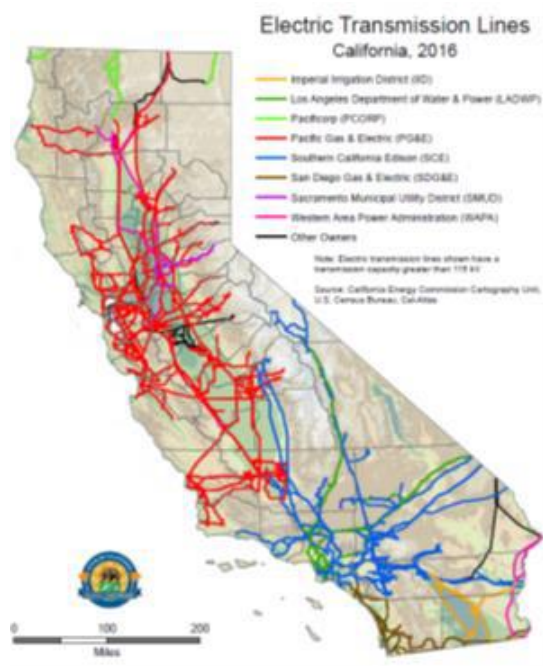 Electric Transmission Lines
California, 2016
Imperial Irrigation District (IID)
Los Angeles Department of Water & Power (LADWP)
Pacificorp (PCORP)
Pacific Gas & Electric (PG&E)
Southern California Edison (SCE)
San Diego Gas & Electric (SDG&E)
Sacramento Municipal Utility District (SMUD)
Western Area Power Administration (WAPA)
Other Owners
Note: Electric transmission lines shown have a
transmission capacity greater than 115 kV
Source: California Energy Commission Cartography Unit,
U.S. Census Bureau, Cal-Atlas
0 100 200
Miles